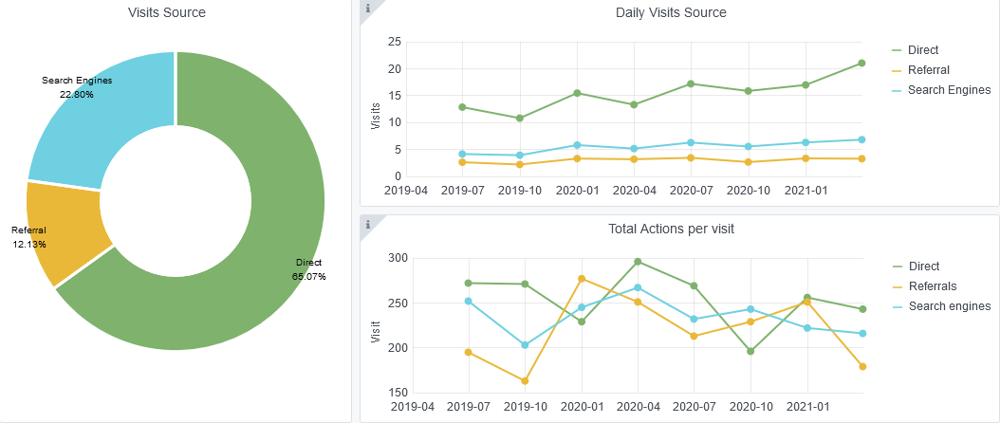 Visits Source
Search Engines
22.80%
Referral
12.13%
Direct
65.07%
i
Daily Visits Source
Visits
25
20
15
10
5
0
2019-04 2019-07 2019-10 2020-01 2020-04 2020-07 2020-10 2021-01
Direct
Referral
Search Engines
i
Total Actions per visit
Visit
300
250
200
150
2019-04 2019-07 2019-10 2020-01 2020-04 2020-07 2020-10 2021-01
Direct
Referrals
Search engines